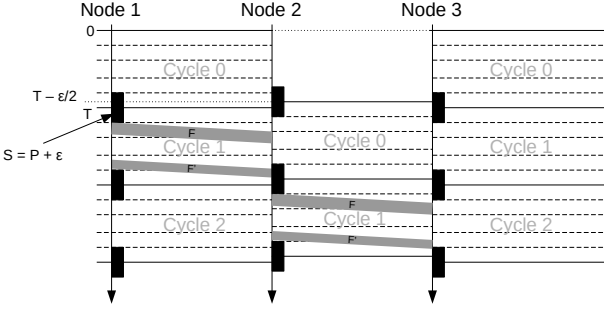 Node 1 Node 2 Node 3
0
Cycle 0 Cycle 0
T – ε/2
T
F
S = P + ε
Cycle 1 Cycle 0 Cycle 1
F'
F
Cycle 2 Cycle 1 Cycle 2
F'